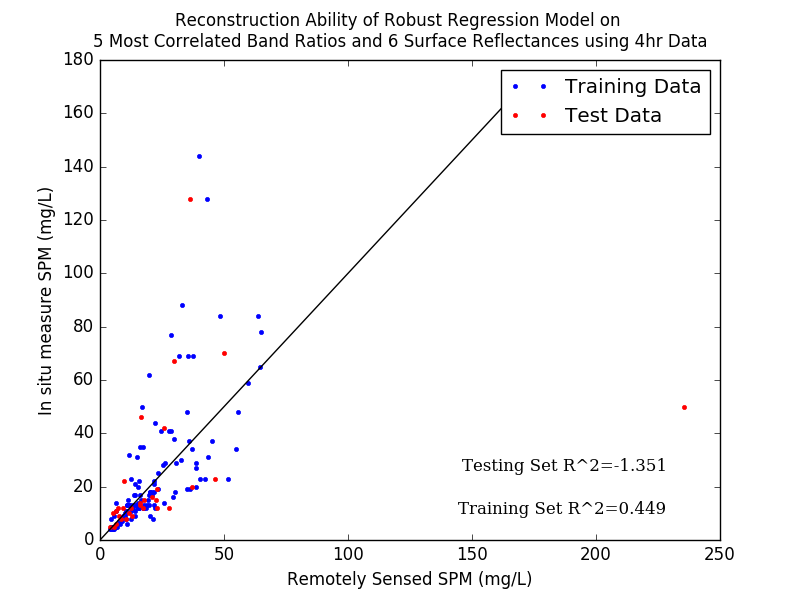 Reconstruction Ability of Robust Regression Model on
5 Most Correlated Band Ratios and 6 Surface Reflectances using 4hr Data
180
160
140
120
100
80
60
40
20
0
In situ measure SPM (mg/L)
Training Data
Test Data
Testing Set R^2=-1.351
Training Set R^2=0.449
0 50 100 150 200 250
Remotely Sensed SPM (mg/L)